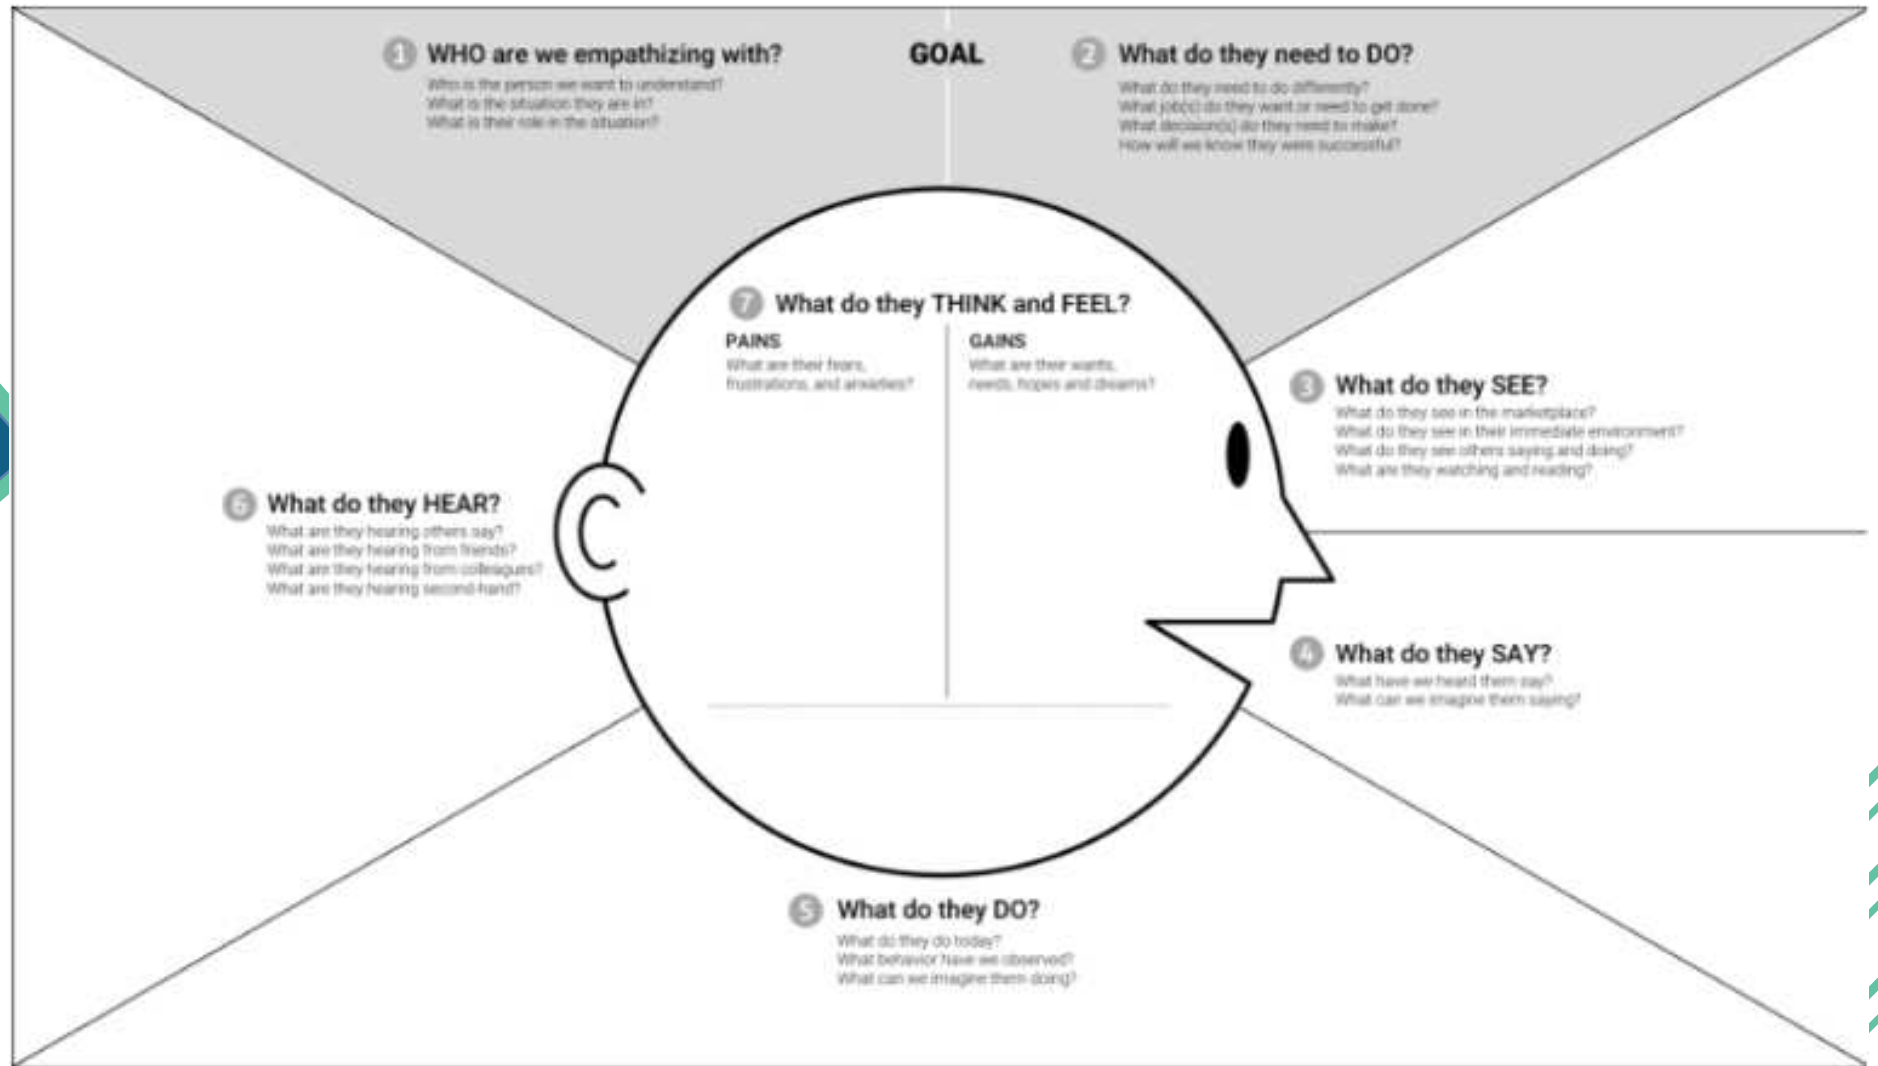 GOAL
1 WHO are we empathizing with?
Who is the person we want to understand?
What is the situation they are in?
What is their role in the situation?
2 What do they need to DO?
What do they need to do differently?
What job(s) do they want or need to get done?
What decision(s) do they need to make?
How will we know they were successful?
3 What do they SEE?
What do they see in the marketplace?
What do they see in their immediate environment?
What do they see others saying and doing?
What are they watching and reading?
4 What do they SAY?
What have we heard them say?
What can we imagine them saying?
5 What do they DO?
What do they do today?
What behavior have we observed?
What can we imagine them doing?
6 What do they HEAR?
What are they hearing others say?
What are they hearing from friends?
What are they hearing from colleagues?
What are they hearing second-hand?
7 What do they THINK and FEEL?
PAINS
What are their fears,
frustrations, and anxieties?
GAINS
What are their wants,
needs, hopes and dreams?